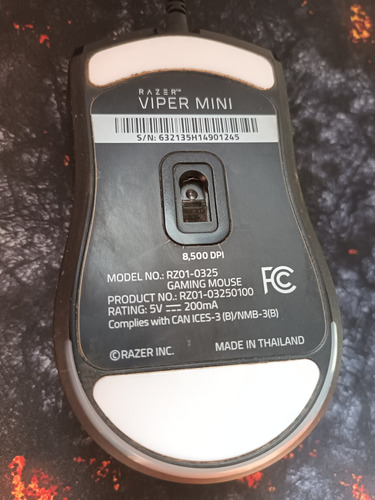 RAZER™
VIPER MINI
S/N: 632135H14901245
8,500 DPI
MODEL NO.: RZ01-0325
GAMING MOUSE
PRODUCT NO.: RZ01-03250100
RATING: 5V ⎓ 200mA
Complies with CAN ICES-3 (B)/NMB-3(B)
FC
©RAZER INC.
MADE IN THAILAND